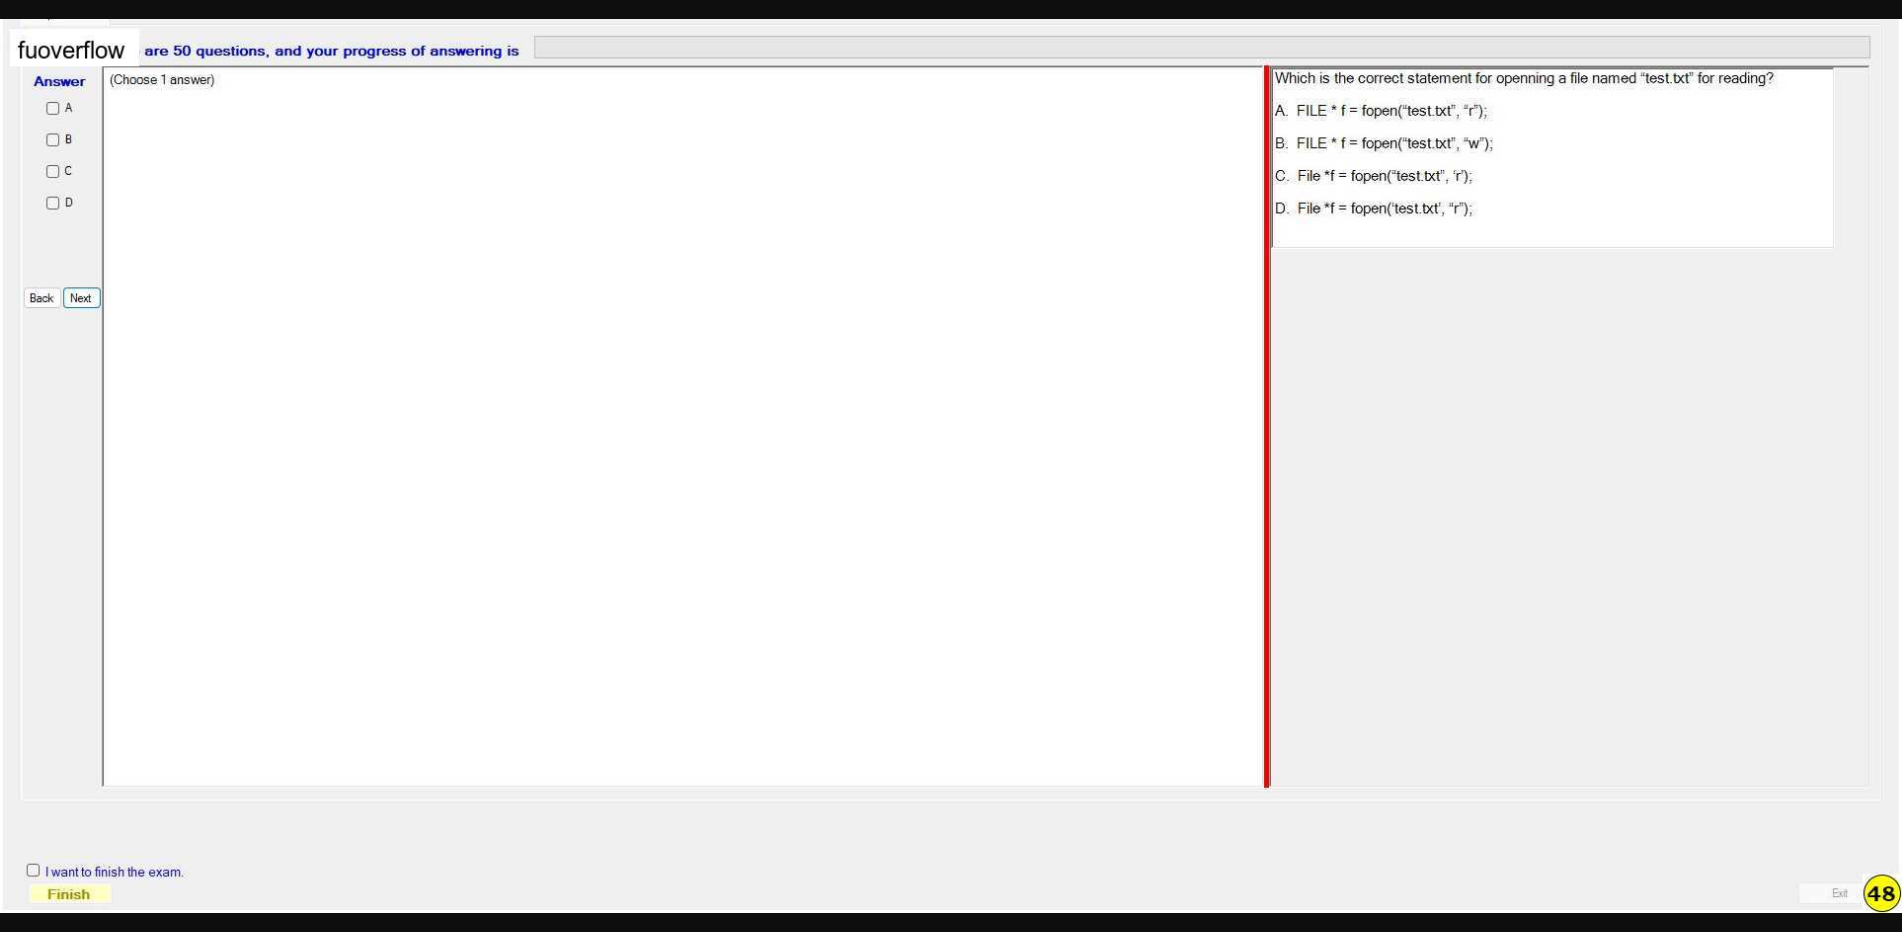 fuoverflow are 50 questions, and your progress of answering is
Answer
(Choose 1 answer)
A
B
C
D
Back Next
Which is the correct statement for openning a file named “test.txt” for reading?
A. FILE * f = fopen(“test.txt”, “r”);
B. FILE * f = fopen(“test.txt”, “w”);
C. File *f = fopen(“test.txt”, ‘r’);
D. File *f = fopen(‘test.txt’, “r”);
I want to finish the exam.
Finish
Exit
48